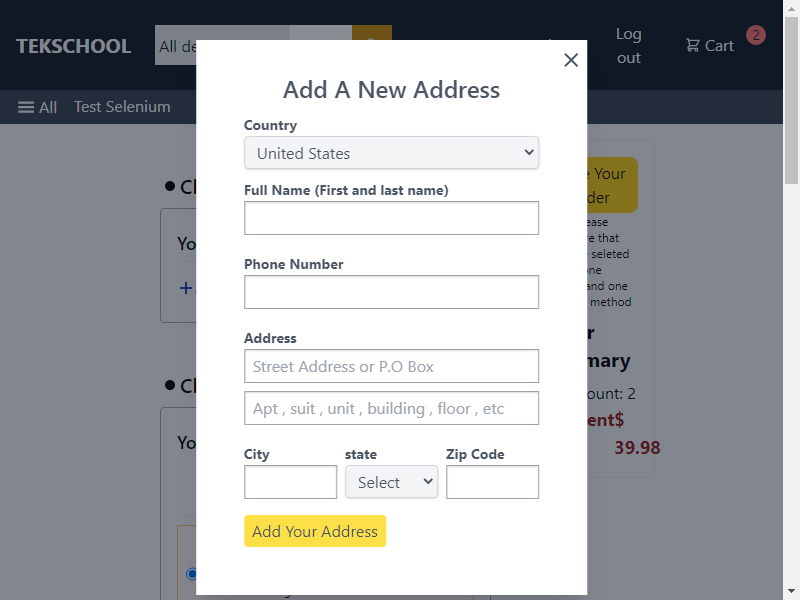 TEKSCHOOL
All de
Log
out
Cart
2
All
Test Selenium
Add A New Address
Country
United States
Full Name (First and last name)
Phone Number
Address
Street Address or P.O Box
Apt , suit , unit , building , floor , etc
City
state
Zip Code
Select
Add Your Address
Yo
Yo
Your
der
ease
re that
seleted
one
and one
method
r
mary
ount: 2
ent$
39.98